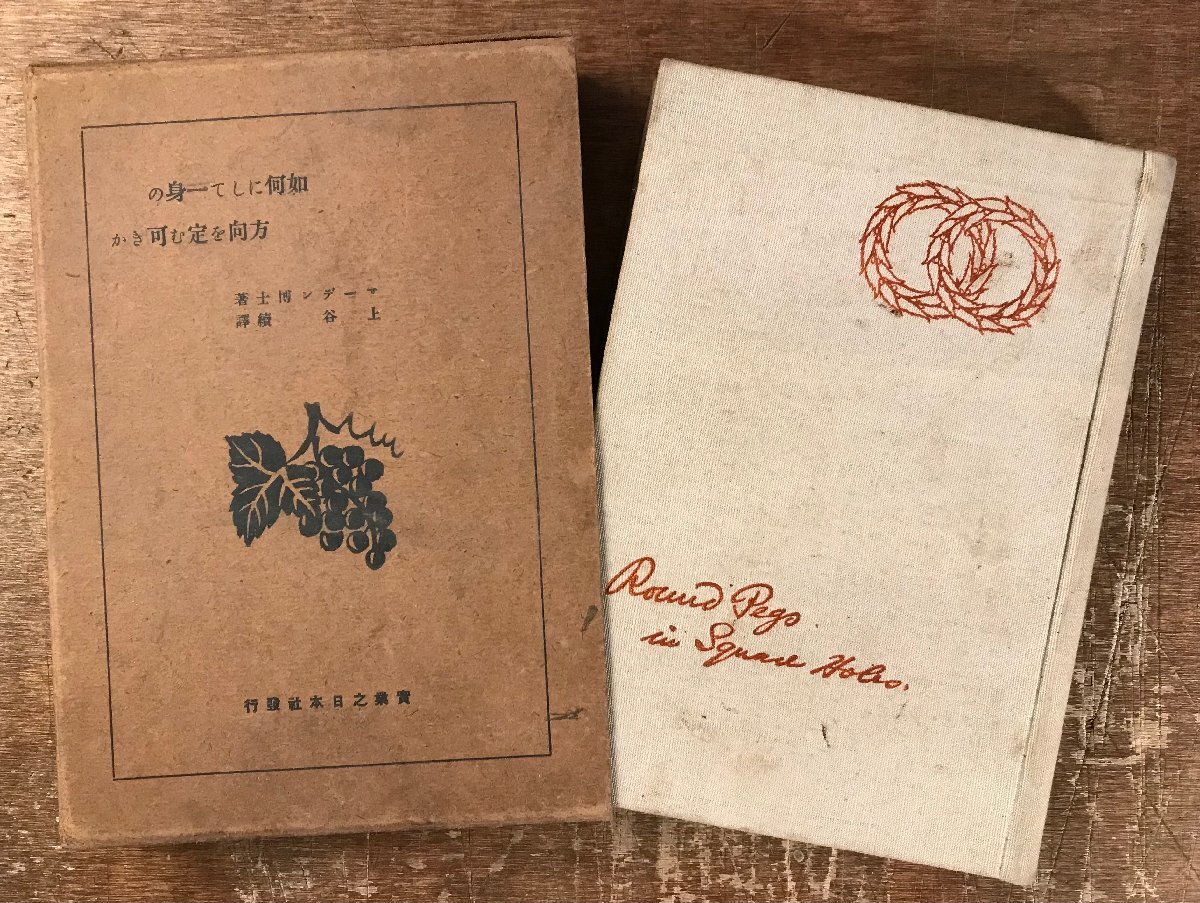 如何にして一身の
方向を定む可きか
マーデン博士著
上谷續譯
實業之日本社發行
Round Pegs
in Square Holes.